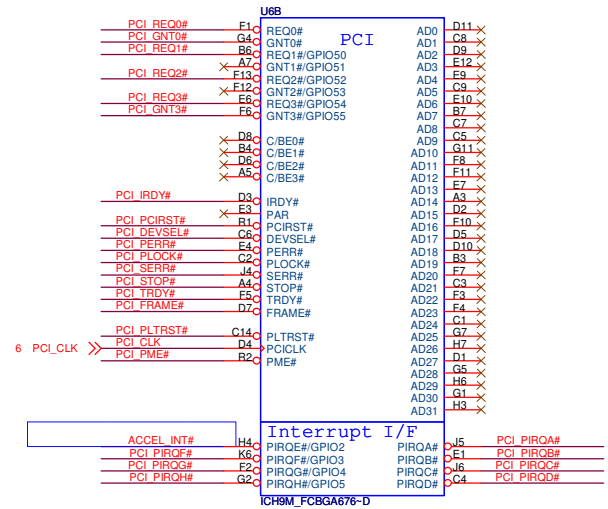 U6B
PCI
PCI_REQ0# F1 REQ0# AD0 D11
PCI_GNT0# G4 GNT0# AD1 C8
PCI_REQ1# B6 REQ1#/GPIO50 AD2 D9
A7 GNT1#/GPIO51 AD3 E12
PCI_REQ2# F13 REQ2#/GPIO52 AD4 E9
F12 GNT2#/GPIO53 AD5 C9
PCI_REQ3# E6 REQ3#/GPIO54 AD6 E10
PCI_GNT3# F6 GNT3#/GPIO55 AD7 B7
AD8 C7
D8 C/BE0# AD9 C5
B4 C/BE1# AD10 G11
D6 C/BE2# AD11 F8
A5 C/BE3# AD12 F11
AD13 E7
PCI_IRDY# D3 IRDY# AD14 A3
E3 PAR AD15 D2
PCI_PCIRST# R1 PCIRST# AD16 F10
PCI_DEVSEL# C6 DEVSEL# AD17 D5
PCI_PERR# E4 PERR# AD18 D10
PCI_PLOCK# C2 PLOCK# AD19 B3
PCI_SERR# J4 SERR# AD20 F7
PCI_STOP# A4 STOP# AD21 C3
PCI_TRDY# F5 TRDY# AD22 F3
PCI_FRAME# D7 FRAME# AD23 F4
AD24 C1
PCI_PLTRST# C14 PLTRST# AD25 G7
6 PCI_CLK PCI_CLK D4 PCICLK AD26 H7
PCI_PME# R2 PME# AD27 D1
AD28 G5
AD29 H6
AD30 G1
AD31 H3
Interrupt I/F
ACCEL_INT# H4 PIRQE#/GPIO2 PIRQA# J5 PCI_PIRQA#
PCI_PIRQF# K6 PIRQF#/GPIO3 PIRQB# E1 PCI_PIRQB#
PCI_PIRQG# F2 PIRQG#/GPIO4 PIRQC# J6 PCI_PIRQC#
PCI_PIRQH# G2 PIRQH#/GPIO5 PIRQD# C4 PCI_PIRQD#
ICH9M_FCBGA676~D